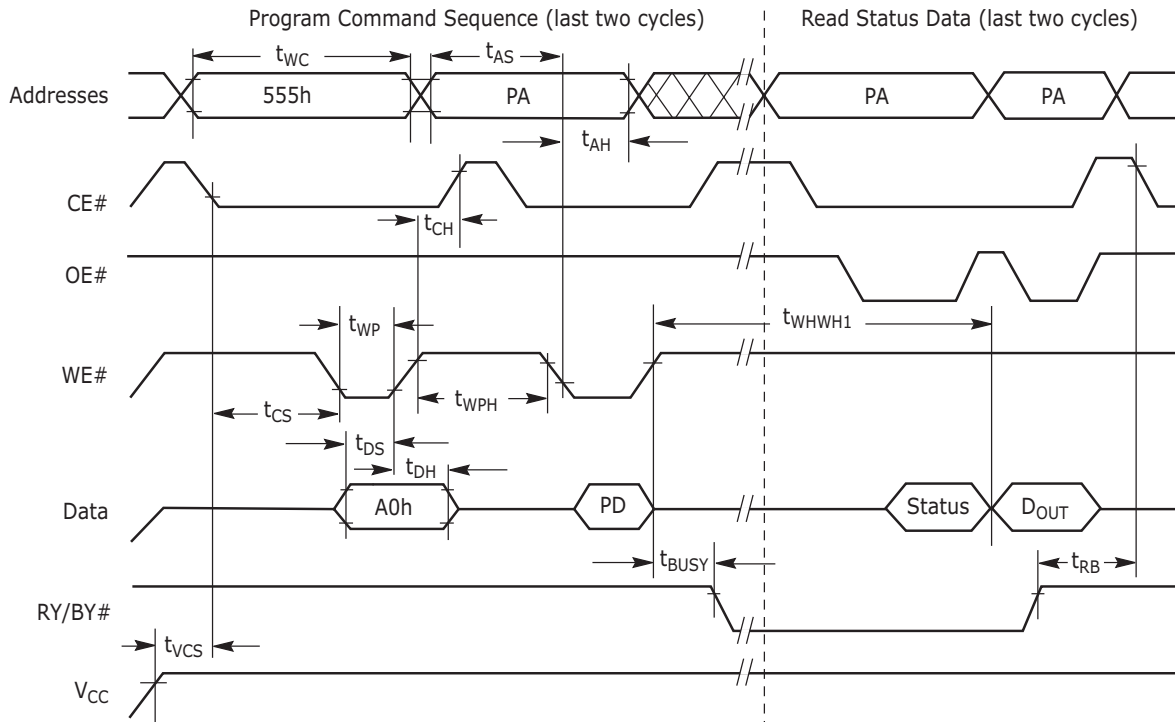 Program Command Sequence (last two cycles)
Read Status Data (last two cycles)
tWC
tAS
Addresses
555h
PA
PA
PA
tAH
CE#
tCH
OE#
tWP
tWHWH1
WE#
tCS
tWPH
tDS
tDH
Data
A0h
PD
Status
DOUT
tBUSY
tRB
RY/BY#
tVCS
VCC